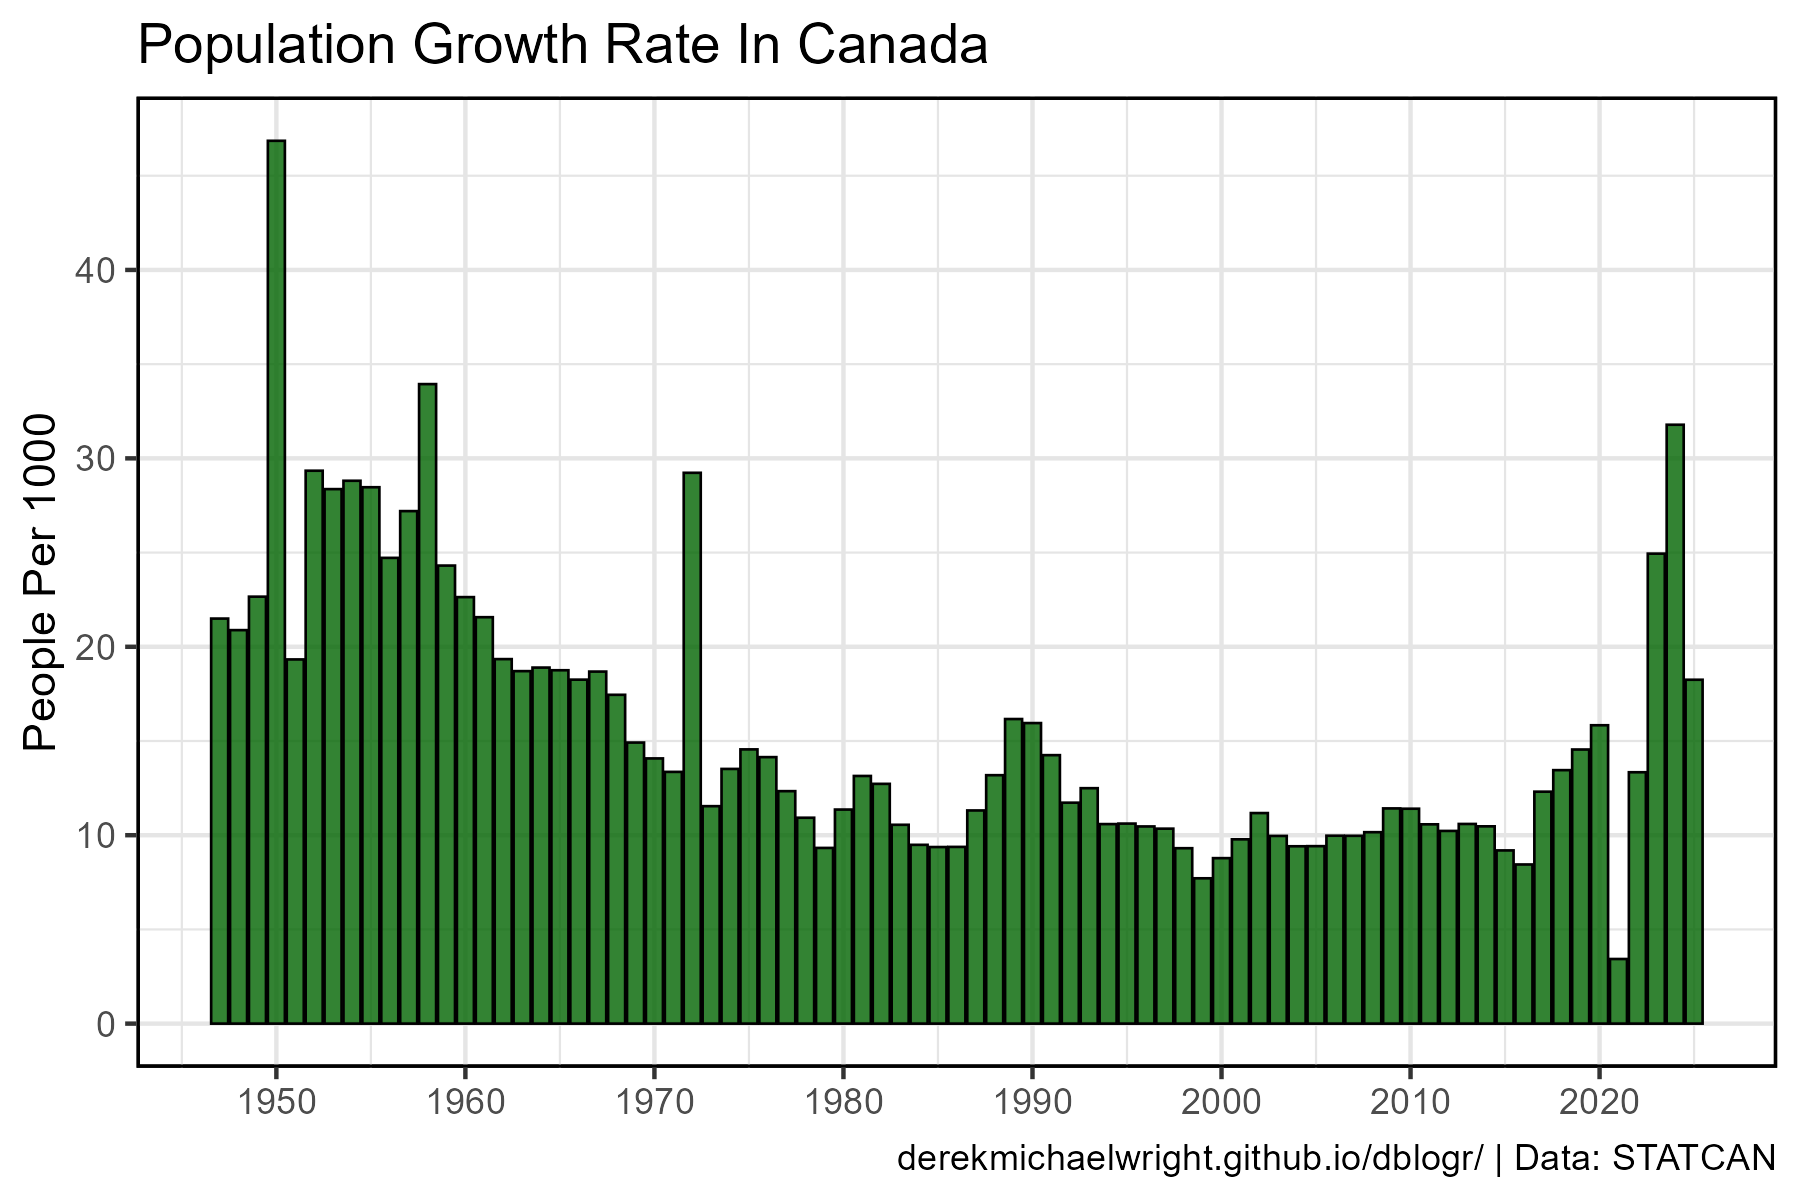 Population Growth Rate In Canada
People Per 1000
40
30
20
10
0
1950 1960 1970 1980 1990 2000 2010 2020
derekmichaelwright.github.io/dblogr/ | Data: STATCAN